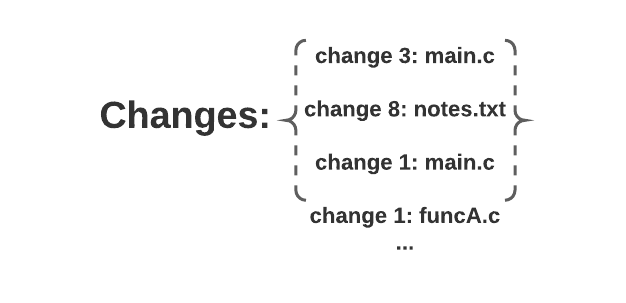 Changes:
change 3: main.c
change 8: notes.txt
change 1: main.c
change 1: funcA.c
...